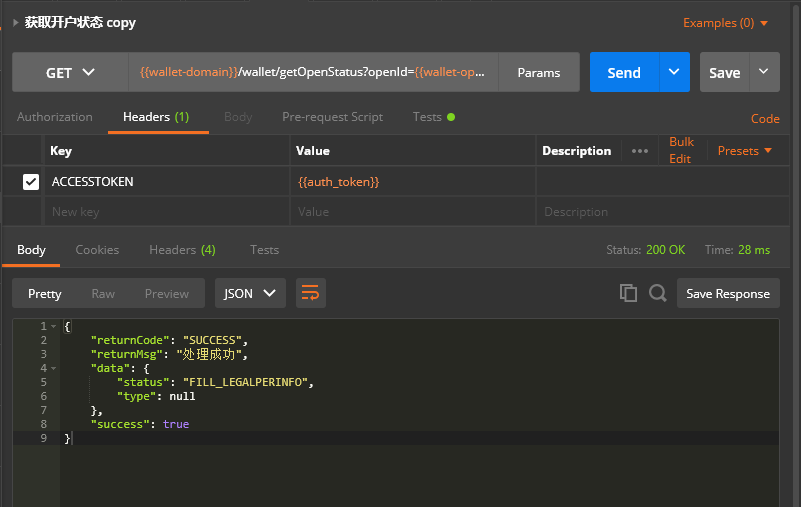 获取开户状态 copy
Examples (0)
GET
{{wallet-domain}}/wallet/getOpenStatus?openId={{wallet-op...
Params
Send
Save
Authorization
Headers (1)
Body
Pre-request Script
Tests
Code
Key
Value
Description
•••
Bulk Edit
Presets
ACCESSTOKEN
{{auth_token}}
New key
Value
Description
Body
Cookies
Headers (4)
Tests
Status: 200 OK
Time: 28 ms
Pretty
Raw
Preview
JSON
Save Response
1 {
2 "returnCode": "SUCCESS",
3 "returnMsg": "处理成功",
4 "data": {
5 "status": "FILL_LEGALPERINFO",
6 "type": null
7 },
8 "success": true
9 }